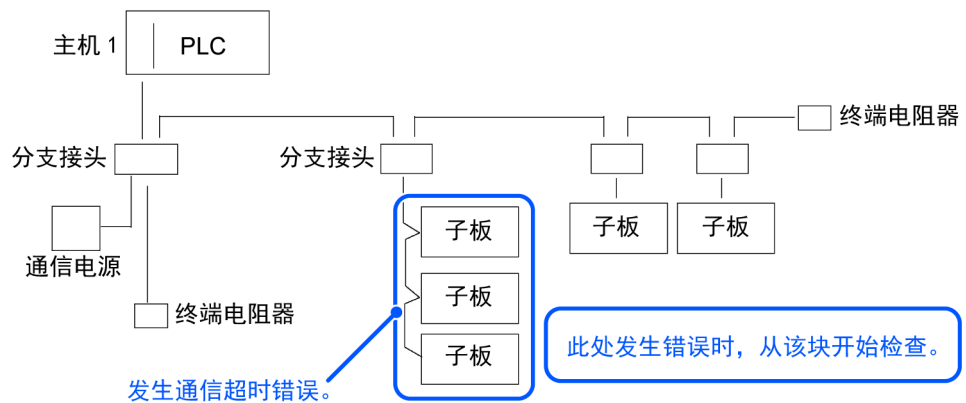 主机 1
PLC
终端电阻器
分支接头
分支接头
子板
子板
子板
通信电源
子板
终端电阻器
子板
此处发生错误时，从该块开始检查。
发生通信超时错误。